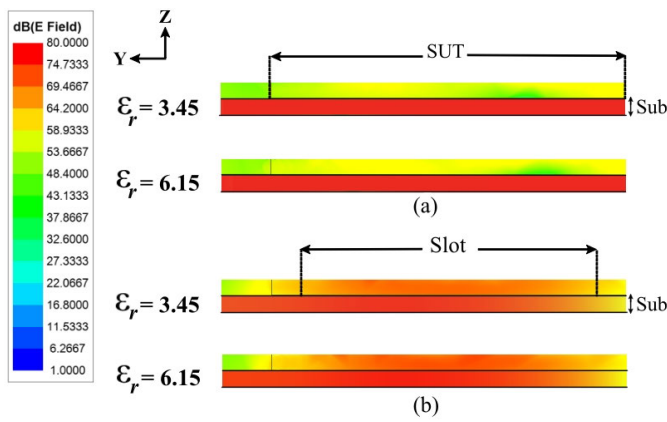 dB(E Field)
80.0000
74.7333
69.4667
64.2000
58.9333
53.6667
48.4000
43.1333
37.8667
32.6000
27.3333
22.0667
16.8000
11.5333
6.2667
1.0000
Z
Y
SUT
εr = 3.45
Sub
εr = 6.15
(a)
Slot
εr = 3.45
Sub
εr = 6.15
(b)